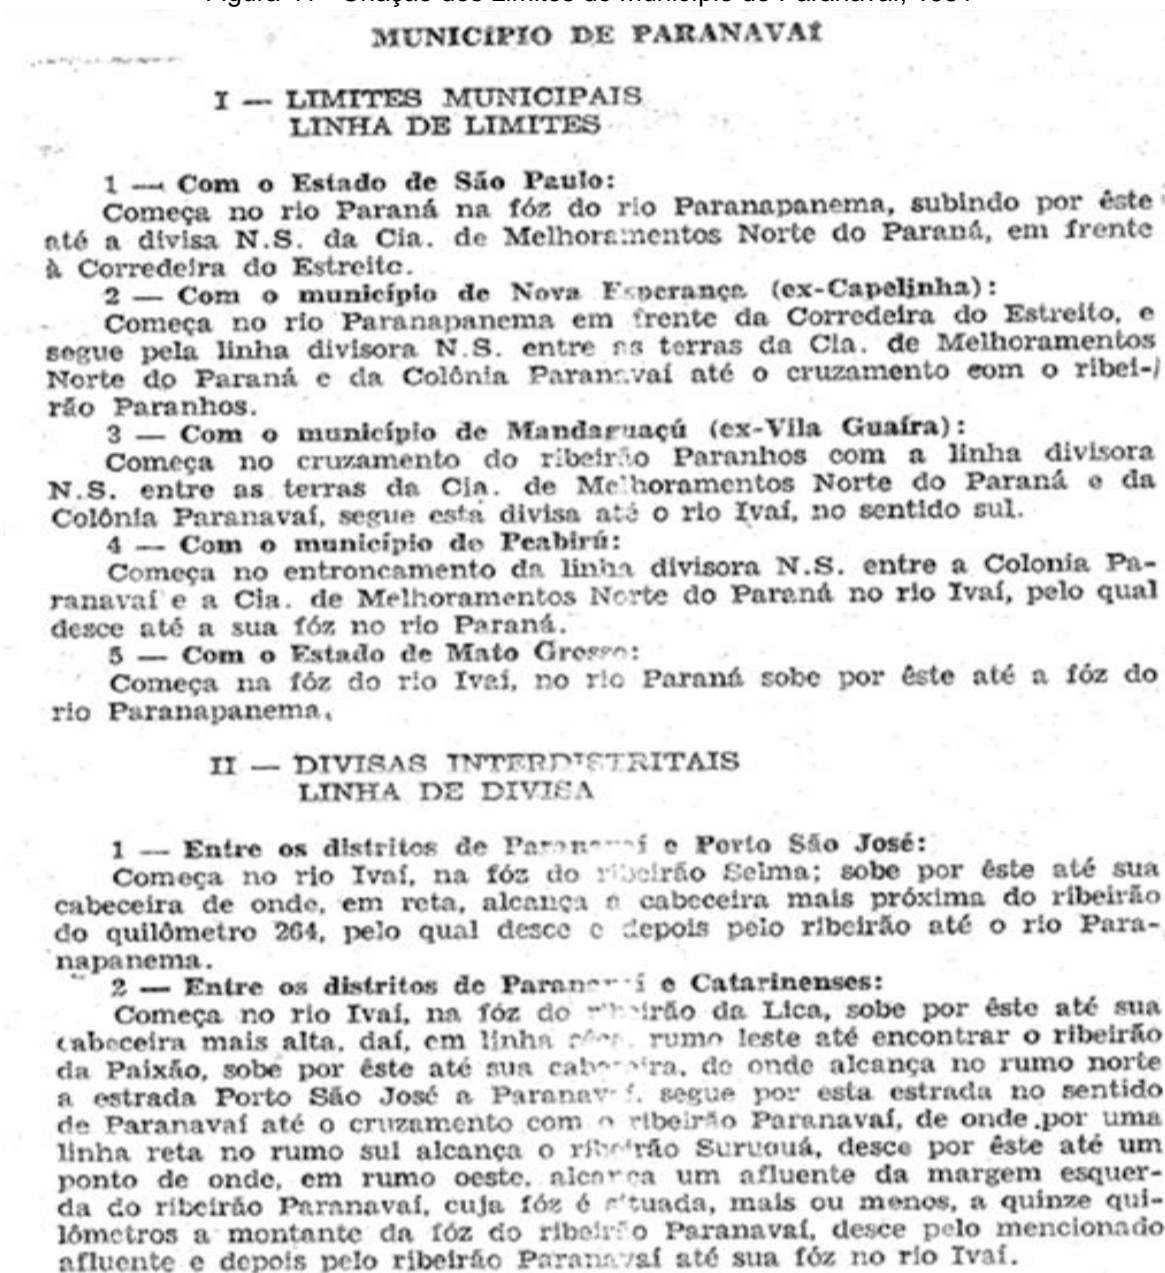 MUNICÍPIO DE PARANAVAÍ
I — LIMITES MUNICIPAIS
LINHA DE LIMITES
1 — Com o Estado de São Paulo:
Começa no rio Paraná na fóz do rio Paranapanema, subindo por êste
até a divisa N.S. da Cia. de Melhoramentos Norte do Paraná, em frente
à Corredeira do Estreito.
2 — Com o município de Nova Esperança (ex-Capelinha):
Começa no rio Paranapanema em frente da Corredeira do Estreito, e
segue pela linha divisora N.S. entre as terras da Cia. de Melhoramentos
Norte do Paraná e da Colônia Paranavaí até o cruzamento com o ribei-
rão Paranhos.
3 — Com o município de Mandaguaçú (ex-Vila Guaíra):
Começa no cruzamento do ribeirão Paranhos com a linha divisora
N.S. entre as terras da Cia. de Melhoramentos Norte do Paraná e da
Colônia Paranavaí, segue esta divisa até o rio Ivaí, no sentido sul.
4 — Com o município de Peabirú:
Começa no entroncamento da linha divisora N.S. entre a Colonia Pa-
ranavaí e a Cia. de Melhoramentos Norte do Paraná no rio Ivaí, pelo qual
desce até a sua fóz no rio Paraná.
5 — Com o Estado de Mato Grosso:
Começa na fóz do rio Ivaí, no rio Paraná sobe por êste até a fóz do
rio Paranapanema.
II — DIVISAS INTERDISTRITAIS
LINHA DE DIVISA
1 — Entre os distritos de Paranavaí e Porto São José:
Começa no rio Ivaí, na fóz do ribeirão Selma; sobe por êste até sua
cabeceira de onde, em reta, alcança a cabeceira mais próxima do ribeirão
do quilômetro 264, pelo qual desce e depois pelo ribeirão até o rio Para-
napanema.
2 — Entre os distritos de Paranavaí e Catarinenses:
Começa no rio Ivaí, na fóz do ribeirão da Lica, sobe por êste até sua
cabeceira mais alta, daí, em linha rumo leste até encontrar o ribeirão
da Paixão, sobe por êste até sua cabeceira, de onde alcança no rumo norte
a estrada Porto São José a Paranavaí, segue por esta estrada no sentido
de Paranavaí até o cruzamento com o ribeirão Paranavaí, de onde por uma
linha reta no rumo sul alcança o ribeirão Suruquá, desce por êste até um
ponto de onde, em rumo oeste, alcança um afluente da margem esquer-
da do ribeirão Paranavaí, cuja fóz é situada, mais ou menos, a quinze qui-
lômetros a montante da fóz do ribeirão Paranavaí, desce pelo mencionado
afluente e depois pelo ribeirão Paranavaí até sua fóz no rio Ivaí.